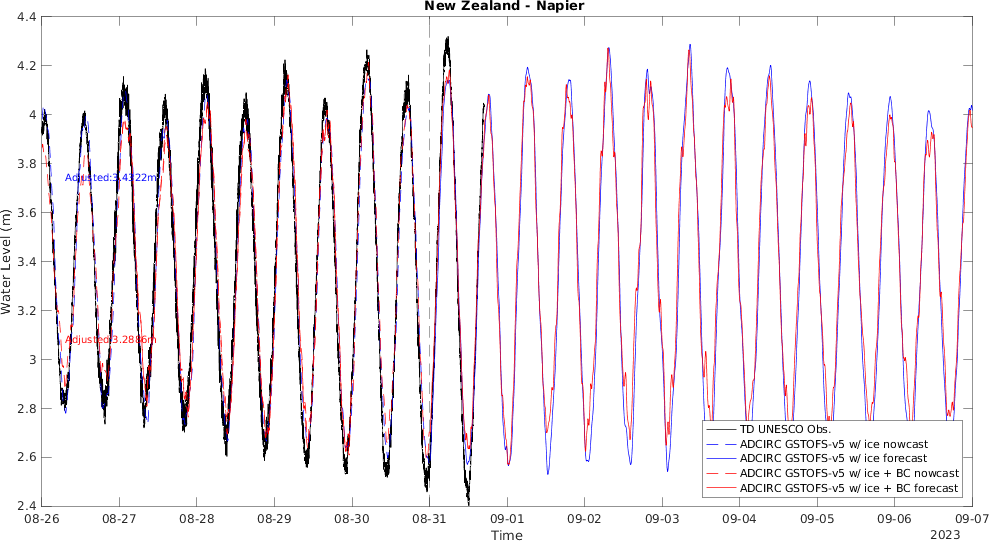 New Zealand - Napier
4.4
4.2
4
3.8
3.6
3.4
3.2
3
2.8
2.6
2.4
Water Level (m)
Adjusted:3.4322m
Adjusted:3.2886m
TD UNESCO Obs.
ADCIRC GSTOFS-v5 w/ ice nowcast
ADCIRC GSTOFS-v5 w/ ice forecast
ADCIRC GSTOFS-v5 w/ ice + BC nowcast
ADCIRC GSTOFS-v5 w/ ice + BC forecast
08-26 08-27 08-28 08-29 08-30 08-31 09-01 09-02 09-03 09-04 09-05 09-06 09-07
Time
2023